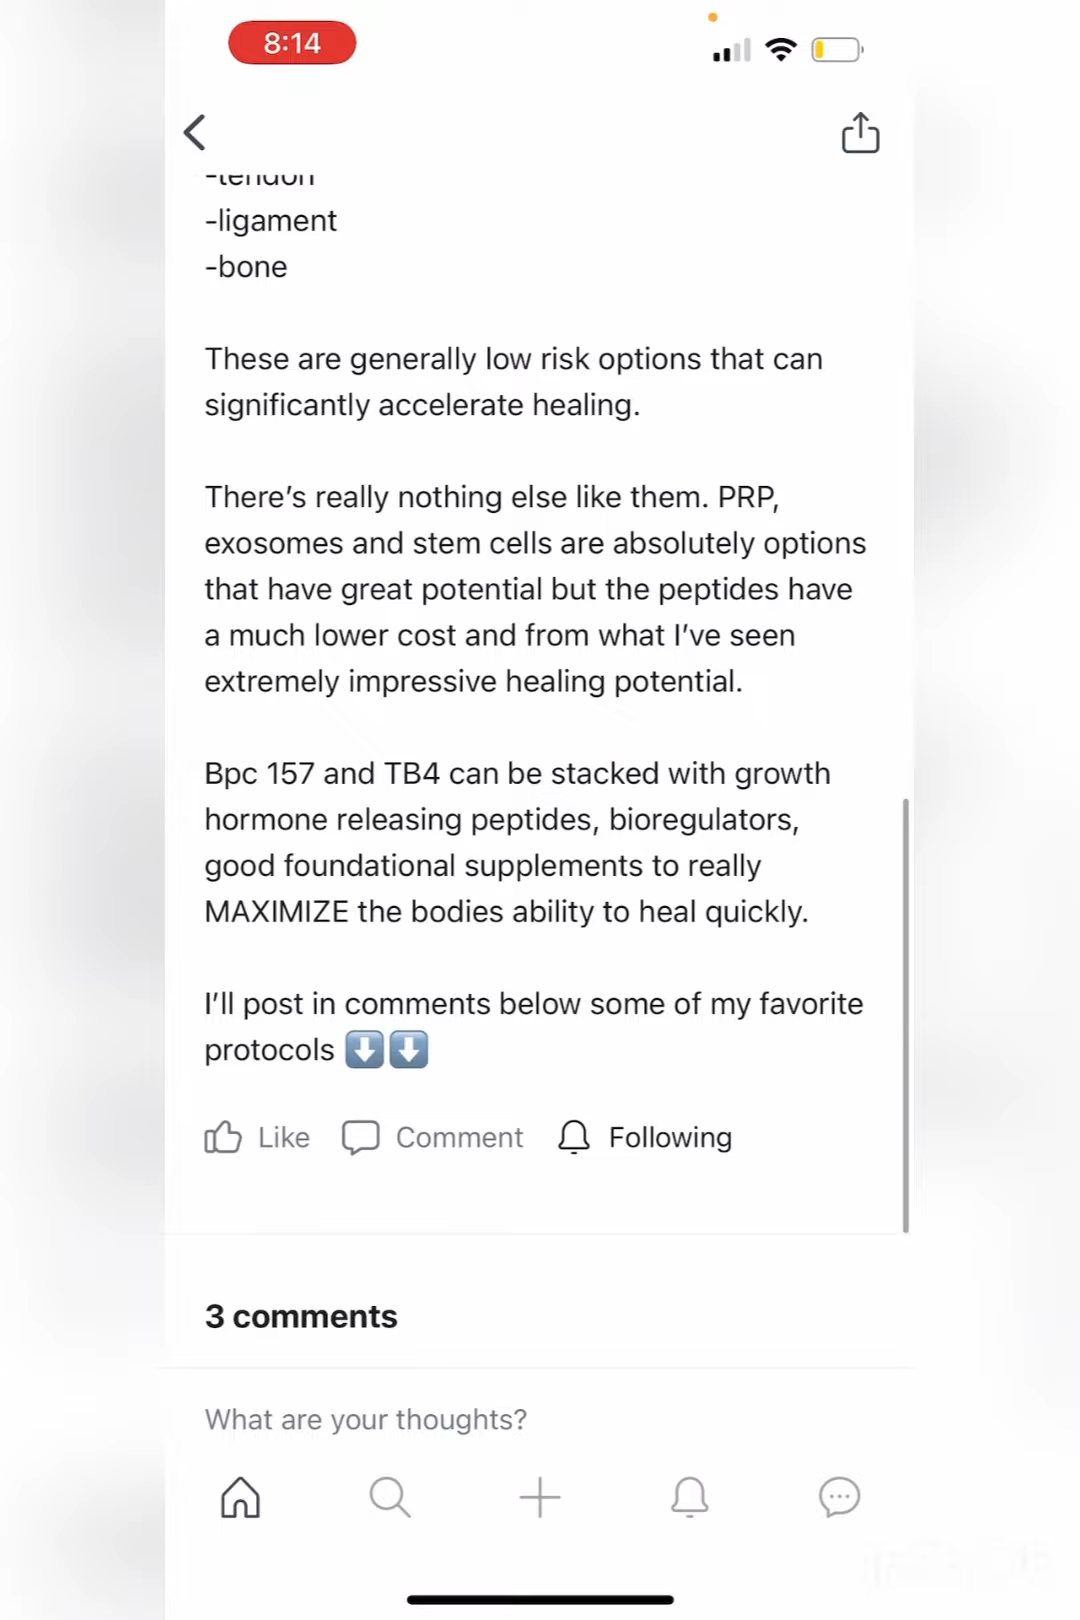 8:14
-tendon
-ligament
-bone
These are generally low risk options that can
significantly accelerate healing.
There’s really nothing else like them. PRP,
exosomes and stem cells are absolutely options
that have great potential but the peptides have
a much lower cost and from what I’ve seen
extremely impressive healing potential.
Bpc 157 and TB4 can be stacked with growth
hormone releasing peptides, bioregulators,
good foundational supplements to really
MAXIMIZE the bodies ability to heal quickly.
I’ll post in comments below some of my favorite
protocols ⬇️⬇️
Like Comment Following
3 comments
What are your thoughts?